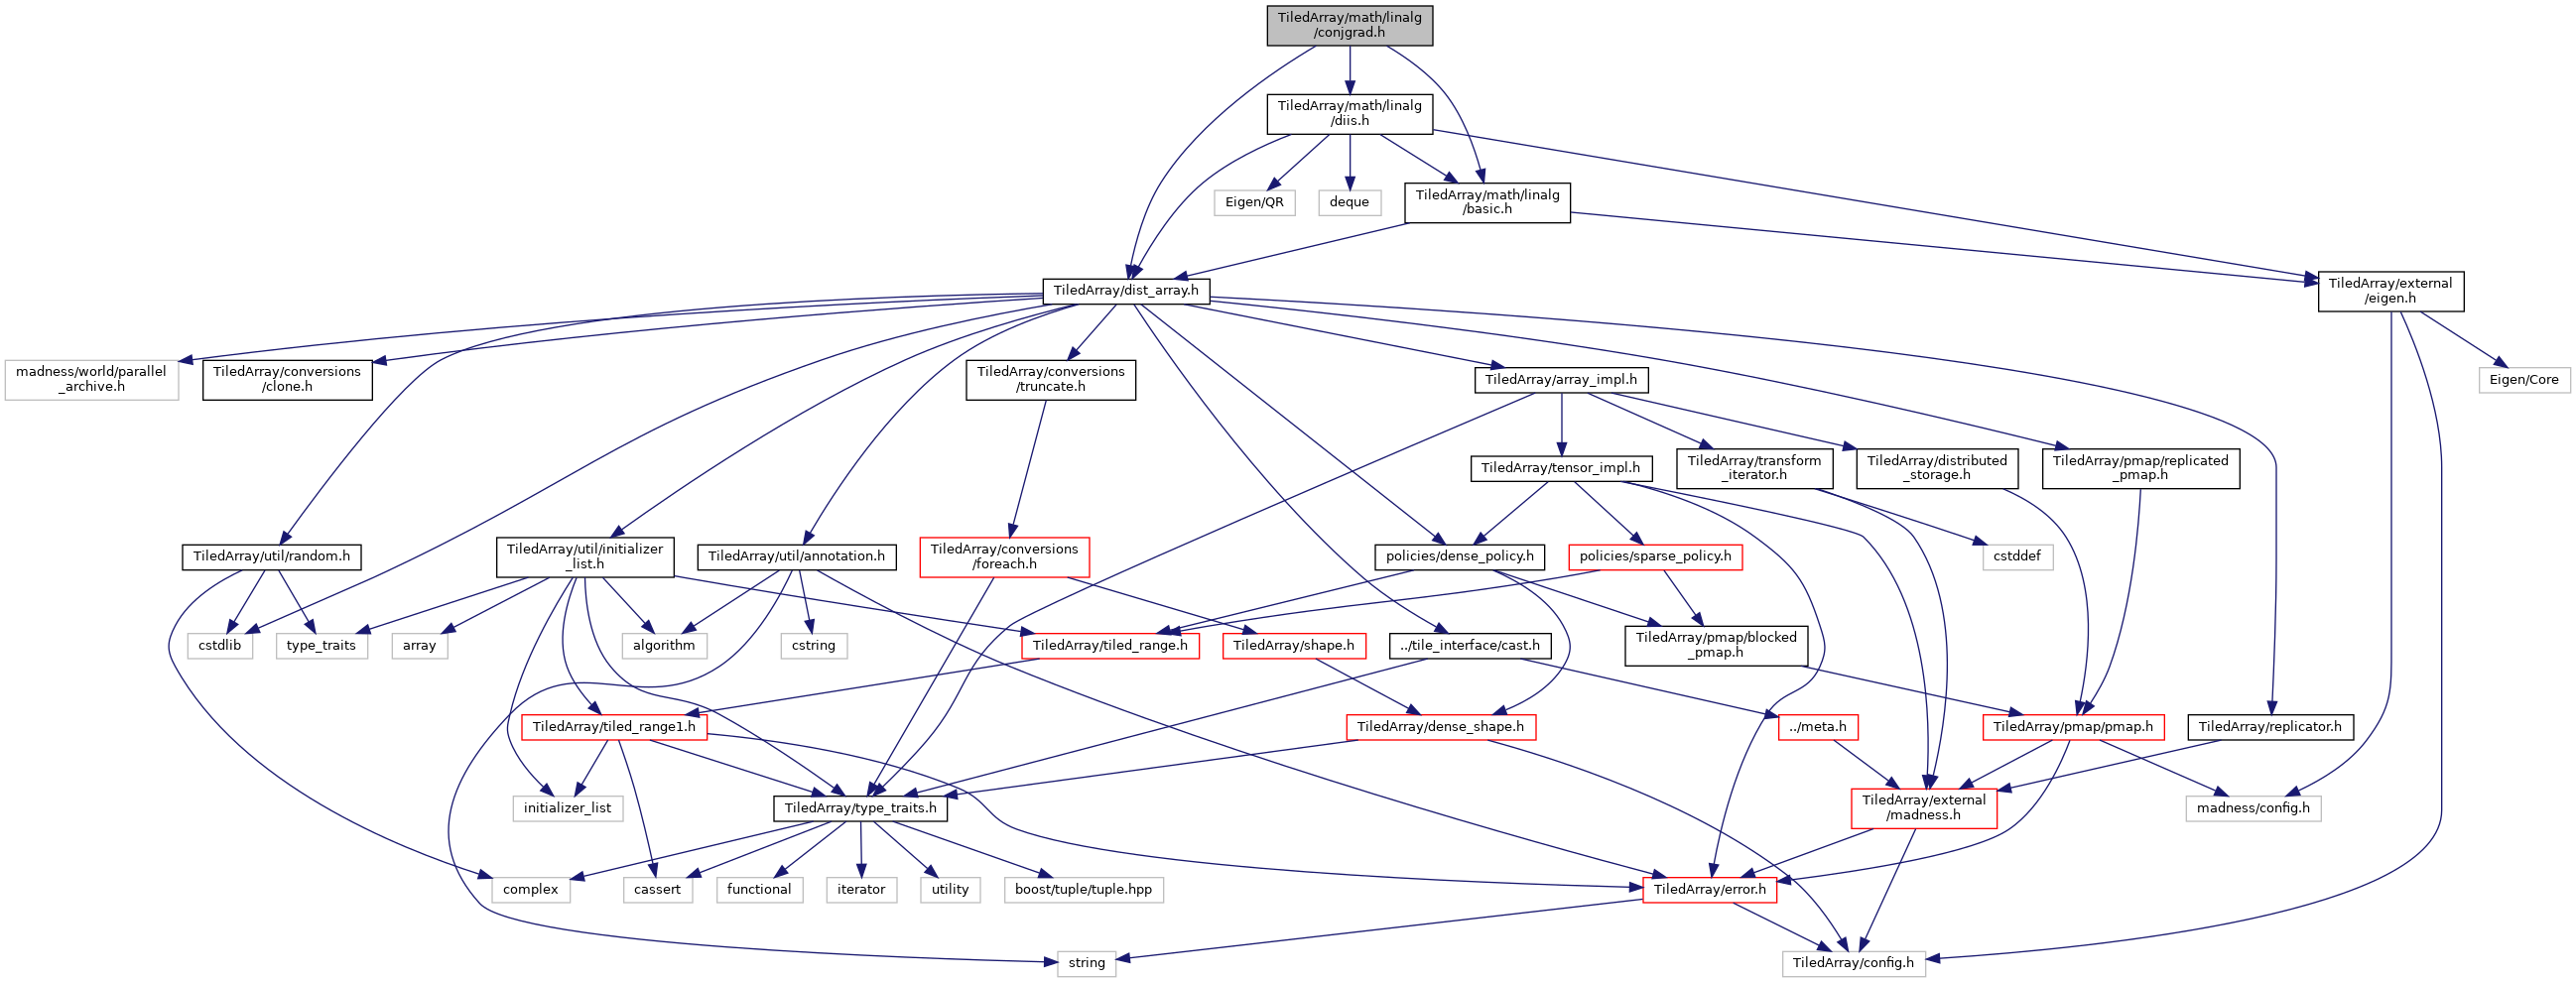 TiledArray/math/linalg
/conjgrad.h
TiledArray/math/linalg
/diis.h
Eigen/QR
deque
TiledArray/math/linalg
/basic.h
TiledArray/dist_array.h
TiledArray/external
/eigen.h
madness/world/parallel
_archive.h
TiledArray/conversions
/clone.h
TiledArray/conversions
/truncate.h
TiledArray/array_impl.h
Eigen/Core
TiledArray/tensor_impl.h
TiledArray/transform
_iterator.h
TiledArray/distributed
_storage.h
TiledArray/pmap/replicated
_pmap.h
TiledArray/util/random.h
TiledArray/util/initializer
_list.h
TiledArray/util/annotation.h
TiledArray/conversions
/foreach.h
policies/dense_policy.h
policies/sparse_policy.h
cstddef
cstdlib
type_traits
array
algorithm
cstring
TiledArray/tiled_range.h
TiledArray/shape.h
../tile_interface/cast.h
TiledArray/pmap/blocked
_pmap.h
TiledArray/tiled_range1.h
TiledArray/dense_shape.h
../meta.h
TiledArray/pmap/pmap.h
TiledArray/replicator.h
initializer_list
TiledArray/type_traits.h
TiledArray/external
/madness.h
madness/config.h
complex
cassert
functional
iterator
utility
boost/tuple/tuple.hpp
TiledArray/error.h
string
TiledArray/config.h